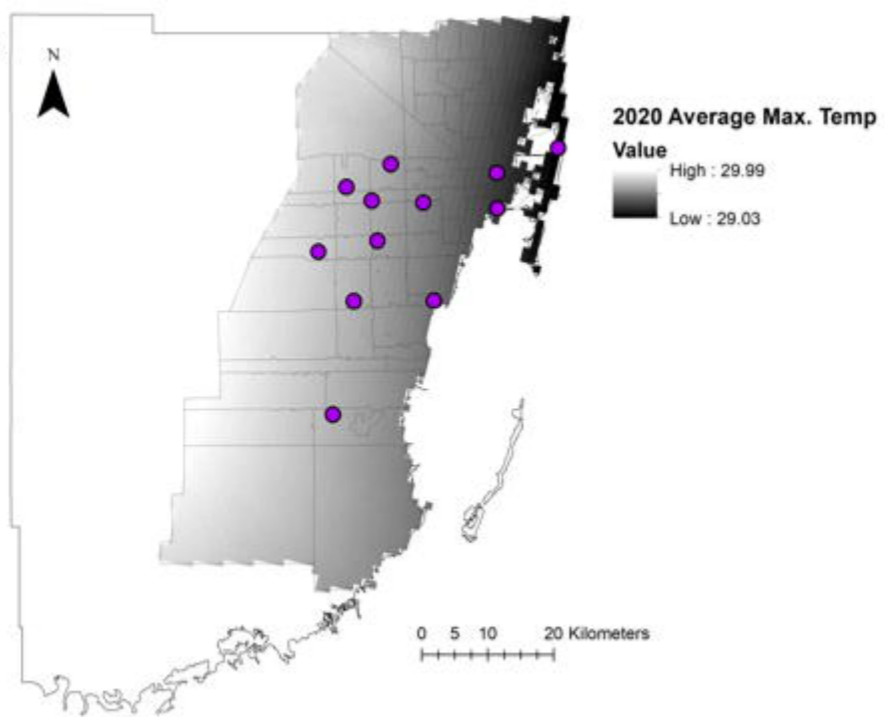 N
2020 Average Max. Temp
Value
High : 29.99
Low : 29.03
0 5 10 20 Kilometers